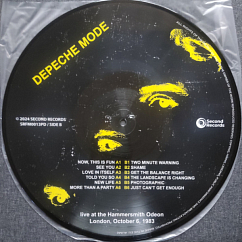 DEPECHE MODE
© 2024 SECOND RECORDS
SRFM0013PD / SIDE B
Second Records
NOW, THIS IS FUN A1 B1 TWO MINUTE WARNING
SEE YOU A2 B2 SHAME
LOVE IN ITSELF A3 B3 GET THE BALANCE RIGHT
TOLD YOU SO A4 B4 THE LANDSCAPE IS CHANGING
NEW LIFE A5 B5 PHOTOGRAPHIC
MORE THAN A PARTY A6 B6 JUST CAN'T GET ENOUGH
live at the Hammersmith Odeon
London, October 6, 1983